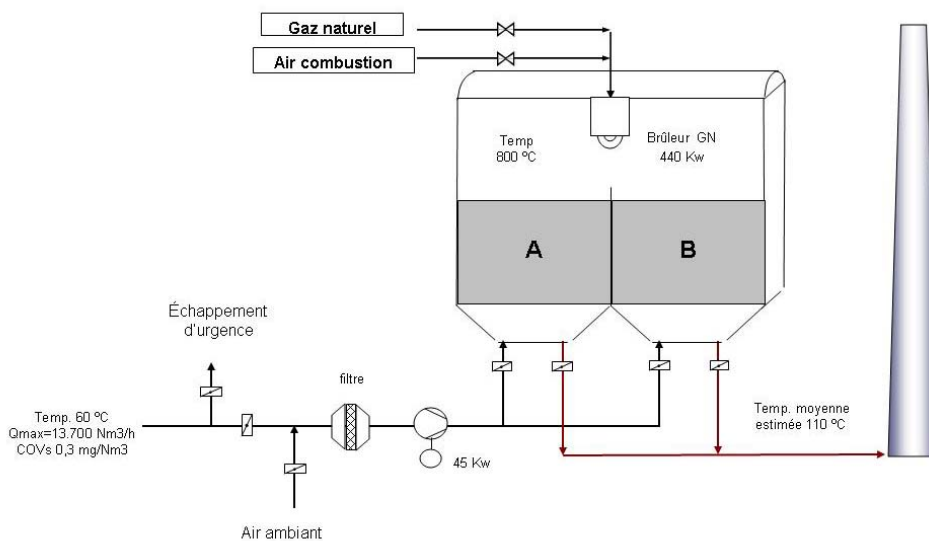 Gaz naturel
Air combustion
Temp
800 ºC
Brûleur GN
440 Kw
A
B
Échappement
d'urgence
filtre
Temp. 60 ºC
Qmax=13.700 Nm3/h
COVs 0,3 mg/Nm3
45 Kw
Temp. moyenne
estimée 110 ºC
Air ambiant